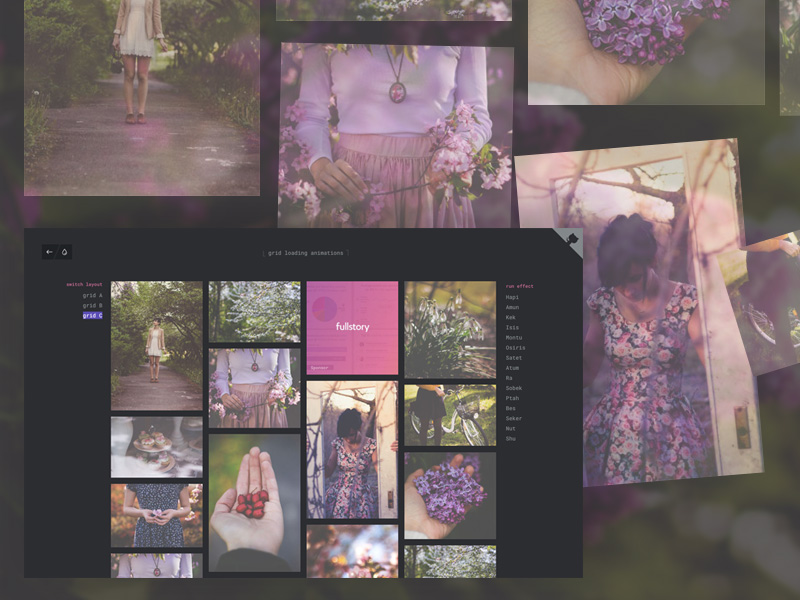 [ grid loading animations ]
switch layout
grid A
grid B
grid C
fullstory
Sponsor
run effect
Hapi
Amun
Kek
Isis
Montu
Osiris
Satet
Atum
Ra
Sobek
Ptah
Bes
Seker
Nut
Shu